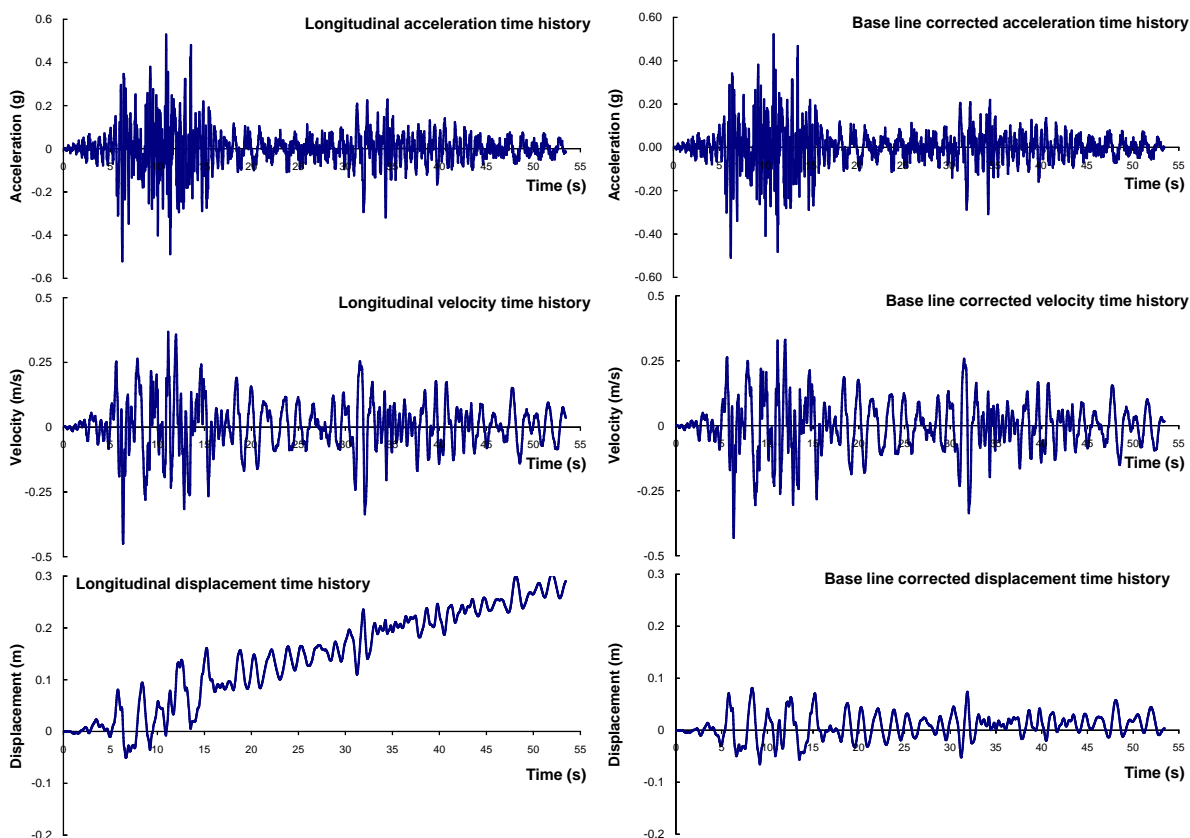 Longitudinal acceleration time history
Acceleration (g)
0.6
0.4
0.2
0
-0.2
-0.4
-0.6
0 5 10 15 20 25 30 35 40 45 50 55
Time (s)
Base line corrected acceleration time history
Acceleration (g)
0.60
0.40
0.20
0.00
-0.20
-0.40
-0.60
0 5 10 15 20 25 30 35 40 45 50 55
Time (s)
Longitudinal velocity time history
Velocity (m/s)
0.5
0.25
0
-0.25
-0.5
0 5 10 15 20 25 30 35 40 45 50 55
Time (s)
Base line corrected velocity time history
Velocity (m/s)
0.5
0.25
0
-0.25
-0.5
0 5 10 15 20 25 30 35 40 45 50 55
Time (s)
Longitudinal displacement time history
Displacement (m)
0.3
0.2
0.1
0
-0.1
-0.2
0 5 10 15 20 25 30 35 40 45 50 55
Time (s)
Base line corrected displacement time history
Displacement (m)
0.3
0.2
0.1
0
-0.1
-0.2
0 5 10 15 20 25 30 35 40 45 50 55
Time (s)